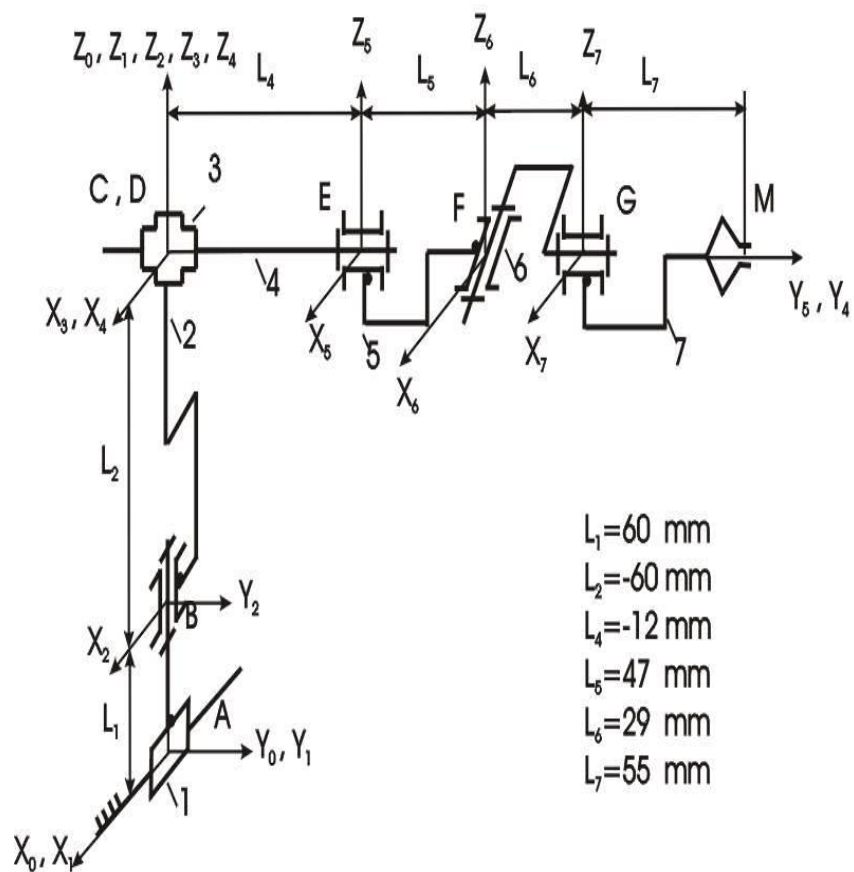 Z₀, Z₁, Z₂, Z₃, Z₄
Z₅
Z₆
Z₇
L₄
L₅
L₆
L₇
C, D
3
E
F
G
M
6
4
X₃, X₄
2
X₅
5
X₆
X₇
7
Y₅, Y₄
L₂
B
Y₂
X₂
L₁
A
Y₀, Y₁
1
X₀, X₁
L₁=60 mm
L₂=-60 mm
L₄=-12 mm
L₅=47 mm
L₆=29 mm
L₇=55 mm